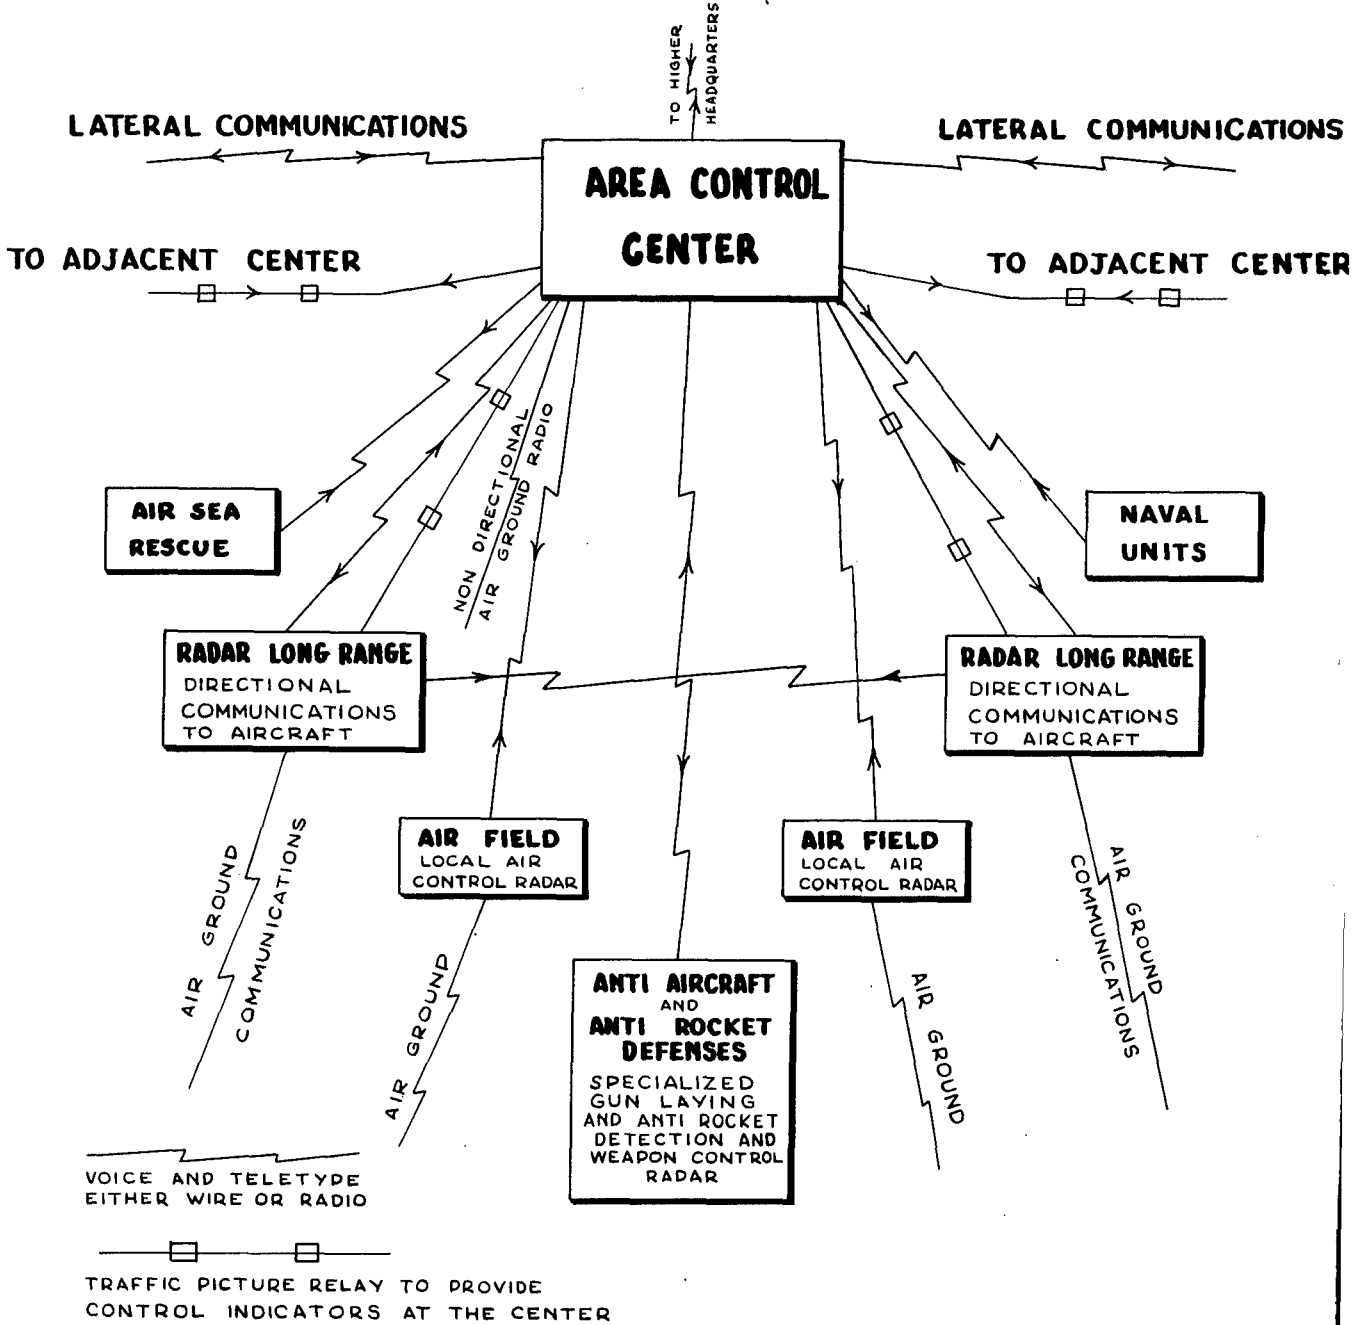 TO HIGHER
HEADQUARTERS
LATERAL COMMUNICATIONS
LATERAL COMMUNICATIONS
AREA CONTROL
CENTER
TO ADJACENT CENTER
TO ADJACENT CENTER
NON DIRECTIONAL
AIR GROUND RADIO
AIR SEA
RESCUE
NAVAL
UNITS
RADAR LONG RANGE
DIRECTIONAL
COMMUNICATIONS
TO AIRCRAFT
RADAR LONG RANGE
DIRECTIONAL
COMMUNICATIONS
TO AIRCRAFT
AIR GROUND
COMMUNICATIONS
AIR FIELD
LOCAL AIR
CONTROL RADAR
AIR FIELD
LOCAL AIR
CONTROL RADAR
AIR GROUND
COMMUNICATIONS
AIR GROUND
ANTI AIRCRAFT
AND
ANTI ROCKET
DEFENSES
SPECIALIZED
GUN LAYING
AND ANTI ROCKET
DETECTION AND
WEAPON CONTROL
RADAR
AIR GROUND
VOICE AND TELETYDE
EITHER WIRE OR RADIO
TRAFFIC PICTURE RELAY TO PROVIDE
CONTROL INDICATORS AT THE CENTER